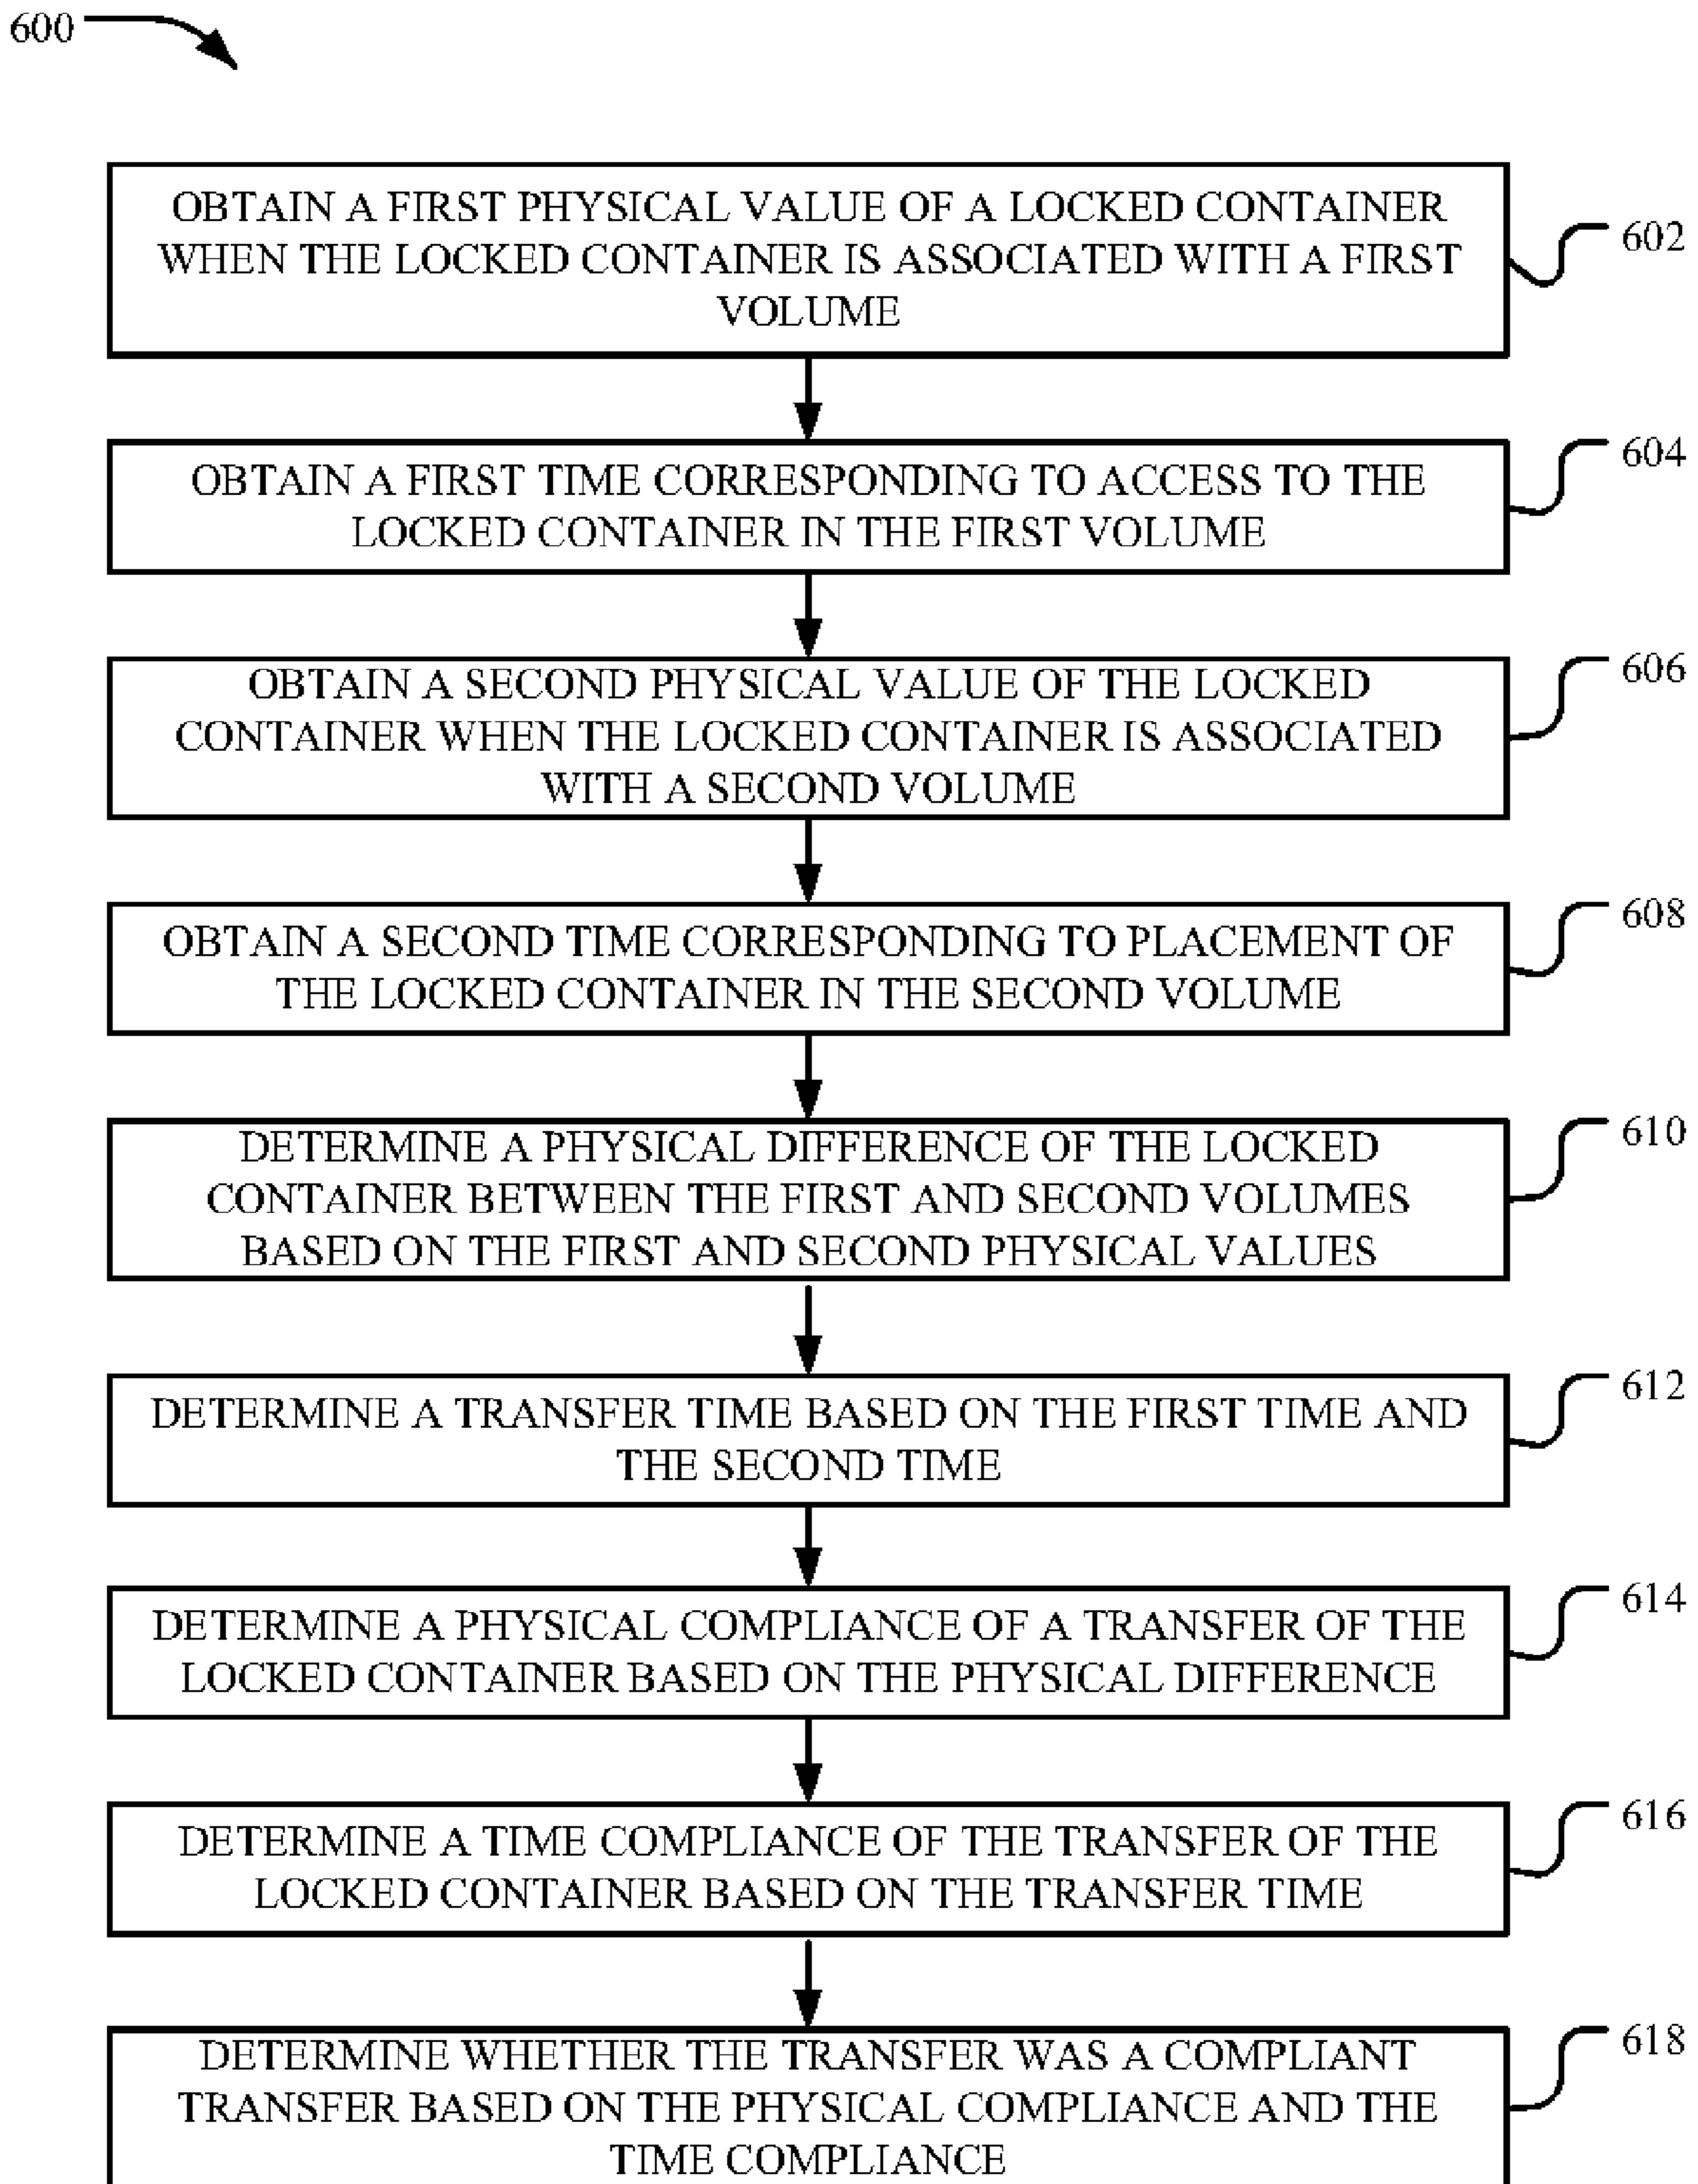 600
OBTAIN A FIRST PHYSICAL VALUE OF A LOCKED CONTAINER
WHEN THE LOCKED CONTAINER IS ASSOCIATED WITH A FIRST
VOLUME
602
OBTAIN A FIRST TIME CORRESPONDING TO ACCESS TO THE
LOCKED CONTAINER IN THE FIRST VOLUME
604
OBTAIN A SECOND PHYSICAL VALUE OF THE LOCKED
CONTAINER WHEN THE LOCKED CONTAINER IS ASSOCIATED
WITH A SECOND VOLUME
606
OBTAIN A SECOND TIME CORRESPONDING TO PLACEMENT OF
THE LOCKED CONTAINER IN THE SECOND VOLUME
608
DETERMINE A PHYSICAL DIFFERENCE OF THE LOCKED
CONTAINER BETWEEN THE FIRST AND SECOND VOLUMES
BASED ON THE FIRST AND SECOND PHYSICAL VALUES
610
DETERMINE A TRANSFER TIME BASED ON THE FIRST TIME AND
THE SECOND TIME
612
DETERMINE A PHYSICAL COMPLIANCE OF A TRANSFER OF THE
LOCKED CONTAINER BASED ON THE PHYSICAL DIFFERENCE
614
DETERMINE A TIME COMPLIANCE OF THE TRANSFER OF THE
LOCKED CONTAINER BASED ON THE TRANSFER TIME
616
DETERMINE WHETHER THE TRANSFER WAS A COMPLIANT
TRANSFER BASED ON THE PHYSICAL COMPLIANCE AND THE
TIME COMPLIANCE
618